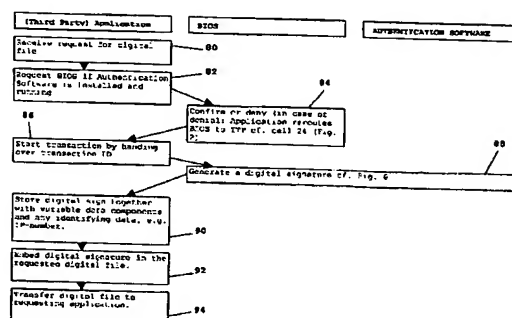 (Third Party) Application
BIOS
AUTHENTICATION SOFTWARE
Receive request for digital
file
80
Request BIOS if Authentication
Software is installed and
running
82
84
Confirm or deny (in case of
denial: Application reroutes
BIOS to TTP cf. call 24 (Fig.
2)
86
Start transaction by handing
over transaction ID
88
Generate a digital signature cf. Fig. 6
Store digital sign together
with variable data components
and any identifying data, e.g.
IP-number.
90
Embed digital signature in the
requested digital file.
92
Transfer digital file to
requesting application.
94